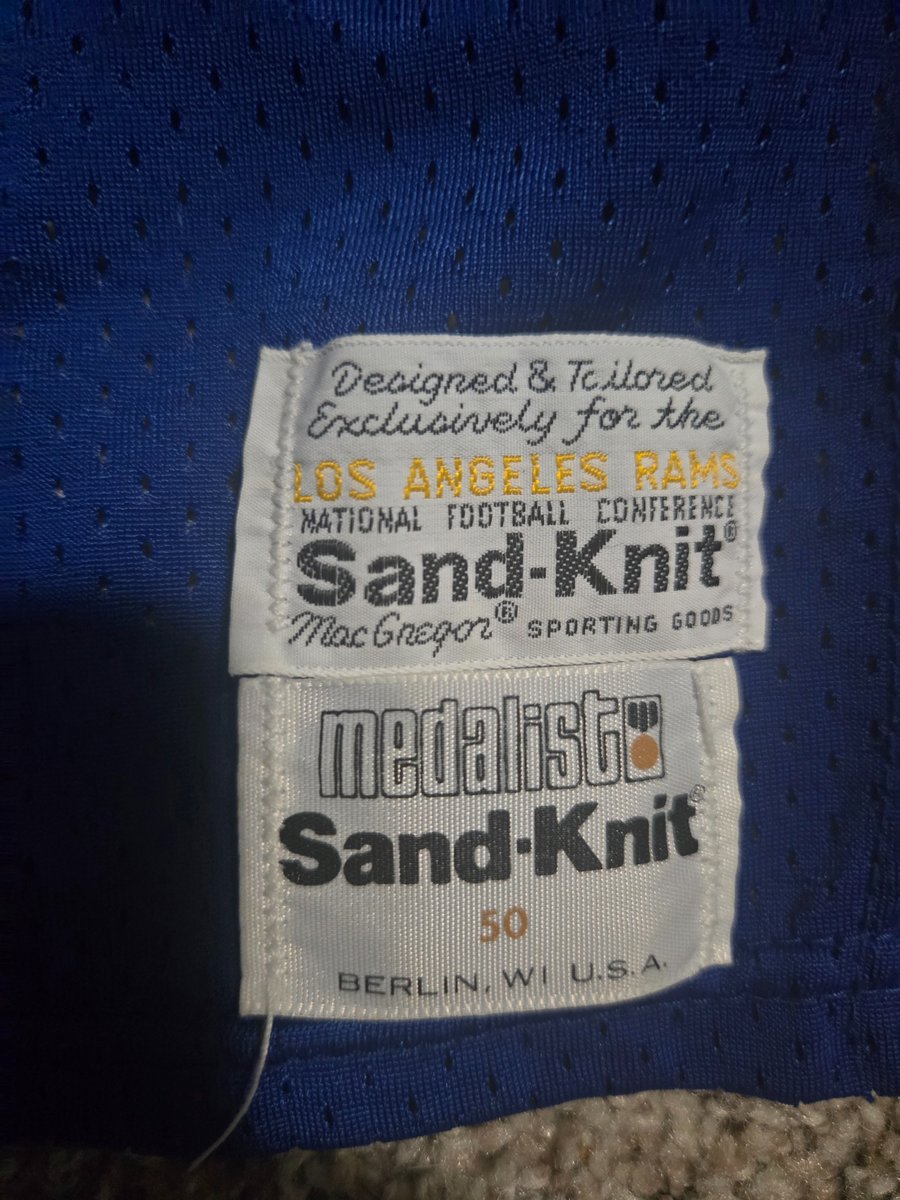 Designed & Tailored
Exclusively for the
LOS ANGELES RAMS
NATIONAL FOOTBALL CONFERENCE
Sand-Knit®
MacGregor® SPORTING GOODS
medalist
Sand-Knit®
50
BERLIN, WI U.S.A.